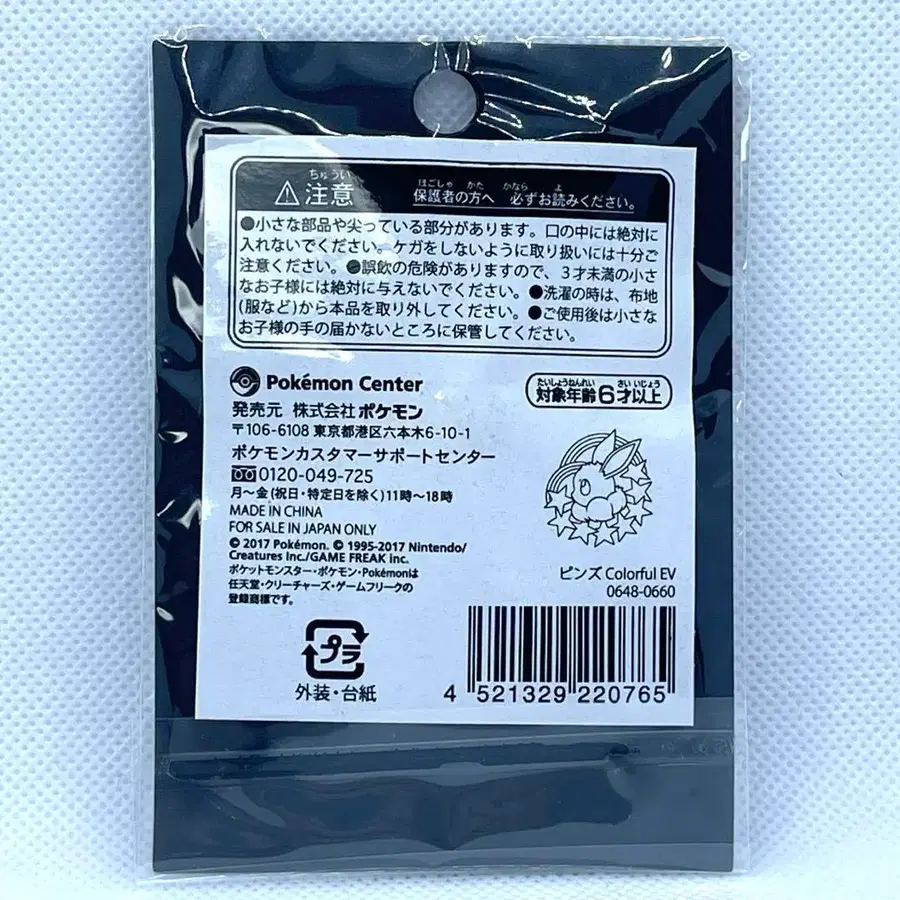 ちゅうい
⚠注意
ほごしゃ かた かなら よ
保護者の方へ 必ずお読みください。
●小さな部品や尖っている部分があります。口の中には絶対に
入れないでください。ケガをしないように取り扱いには十分ご
注意ください。●誤飲の危険がありますので、3才未満の小さ
なお子様には絶対に与えないでください。●洗濯の時は、布地
(服など)から本品を取り外してください。●ご使用後は小さな
お子様の手の届かないところに保管してください。
Pokémon Center
たいしょうねんれい さい いじょう
対象年齢6才以上
発売元 株式会社 ポケモン
〒106-6108 東京都港区六本木6-10-1
ポケモンカスタマーサポートセンター
0120-049-725
月〜金(祝日・特定日を除く)11時〜18時
MADE IN CHINA
FOR SALE IN JAPAN ONLY
© 2017 Pokémon. © 1995-2017 Nintendo/
Creatures Inc./GAME FREAK inc.
ポケットモンスター・ポケモン・Pokémonは
任天堂・クリーチャーズ・ゲームフリークの
登録商標です。
ピンズ Colorful EV
0648-0660
プラ
外装・台紙
4 521329 220765